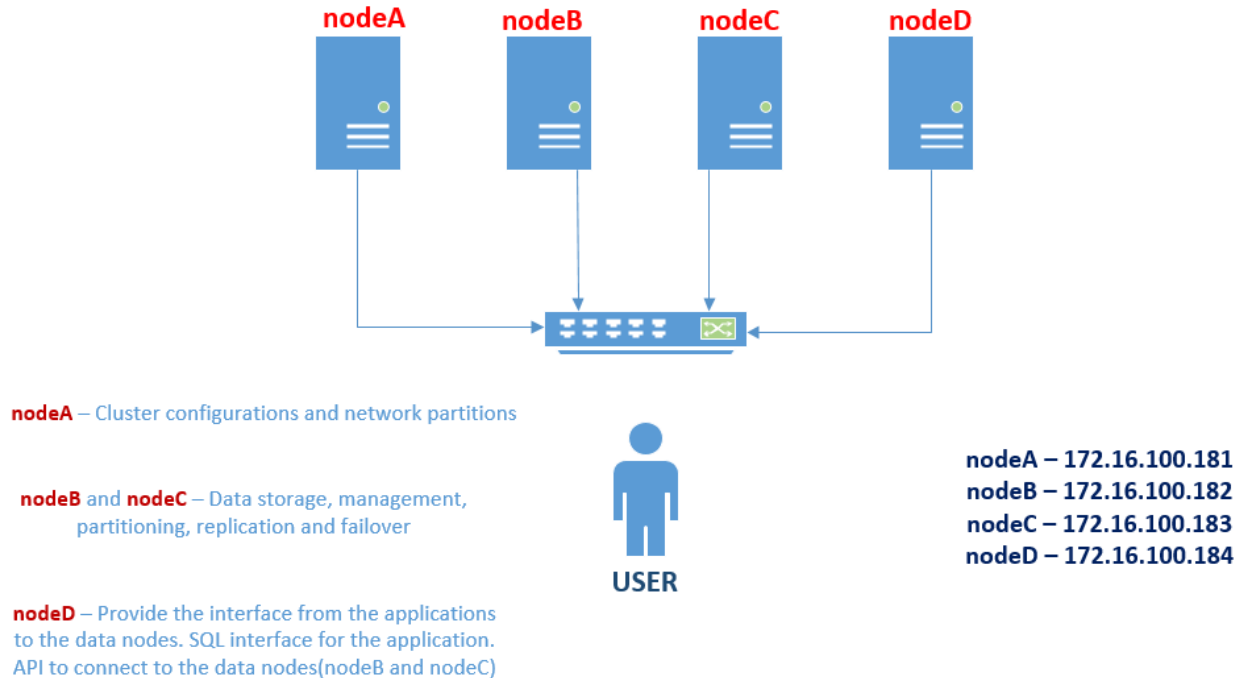 nodeA
nodeB
nodeC
nodeD
nodeA – Cluster configurations and network partitions
nodeB and nodeC – Data storage, management,
partitioning, replication and failover
nodeD – Provide the interface from the applications
to the data nodes. SQL interface for the application.
API to connect to the data nodes(nodeB and nodeC)
USER
nodeA – 172.16.100.181
nodeB – 172.16.100.182
nodeC – 172.16.100.183
nodeD – 172.16.100.184